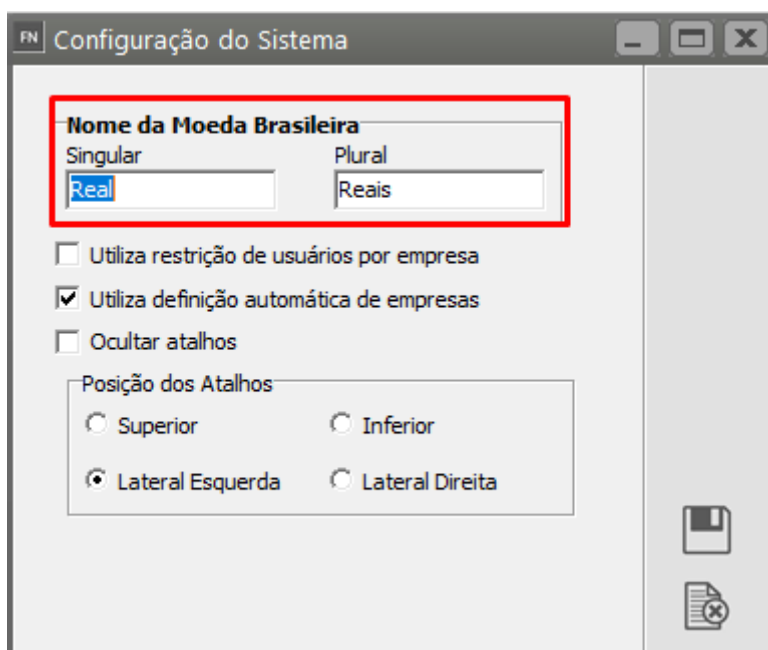 FN Configuração do Sistema
Nome da Moeda Brasileira
Singular Plural
Real Reais
Utiliza restrição de usuários por empresa
Utiliza definição automática de empresas
Ocultar atalhos
Posição dos Atalhos
Superior Inferior
Lateral Esquerda Lateral Direita